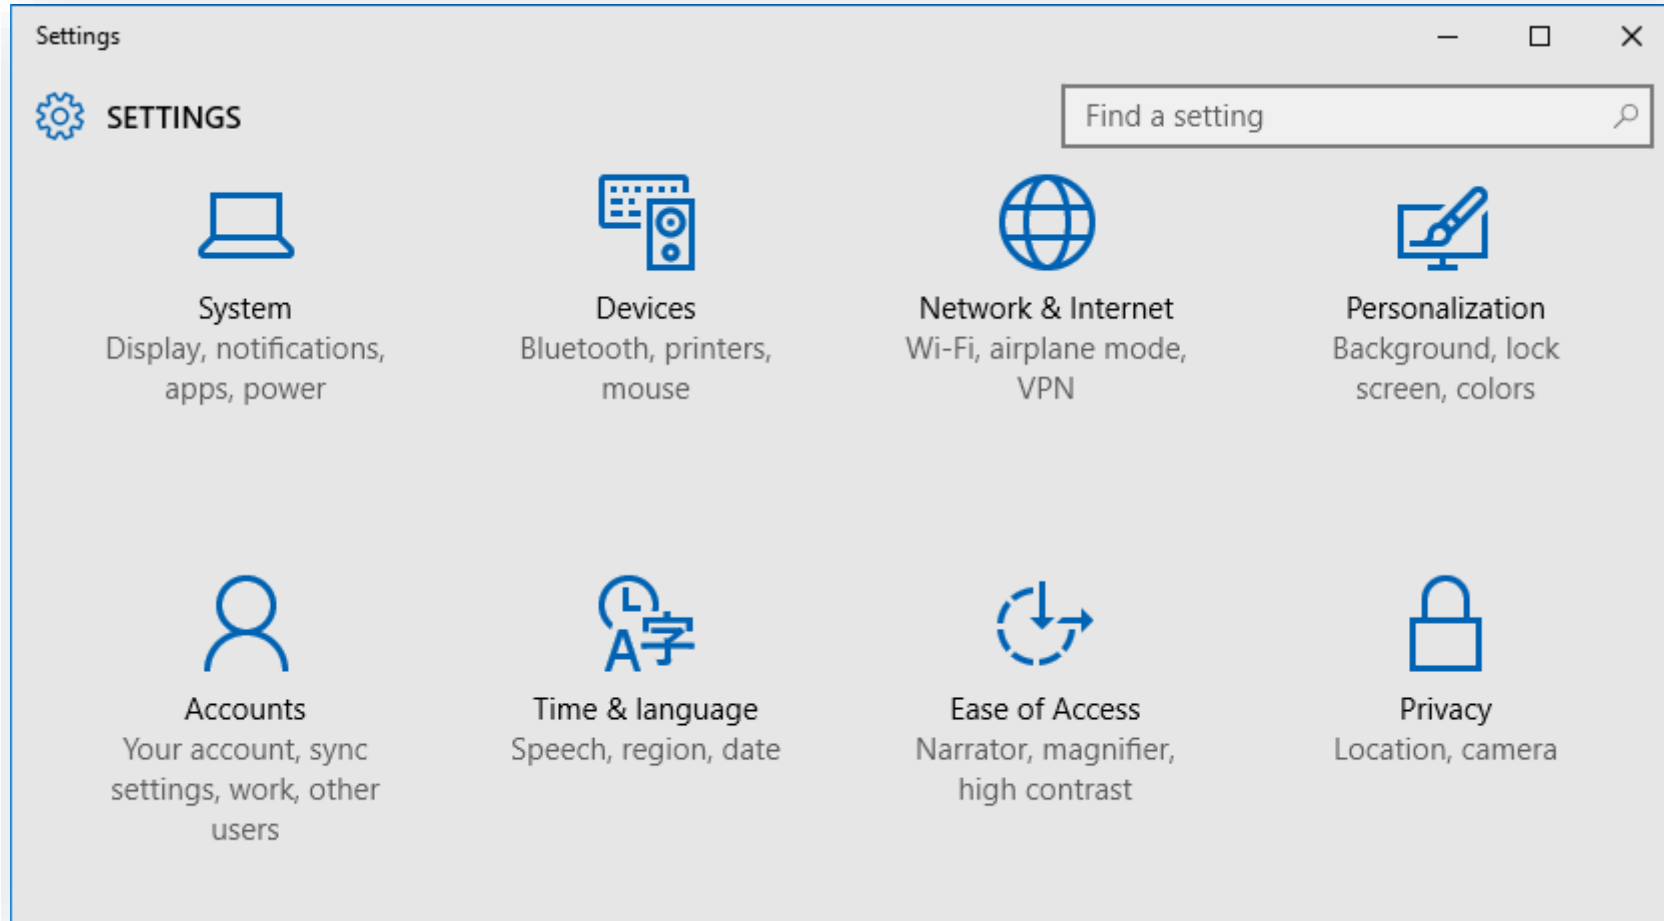 Settings
SETTINGS
Find a setting
System
Display, notifications,
apps, power
Devices
Bluetooth, printers,
mouse
Network & Internet
Wi-Fi, airplane mode,
VPN
Personalization
Background, lock
screen, colors
Accounts
Your account, sync
settings, work, other
users
A字
Time & language
Speech, region, date
Ease of Access
Narrator, magnifier,
high contrast
Privacy
Location, camera